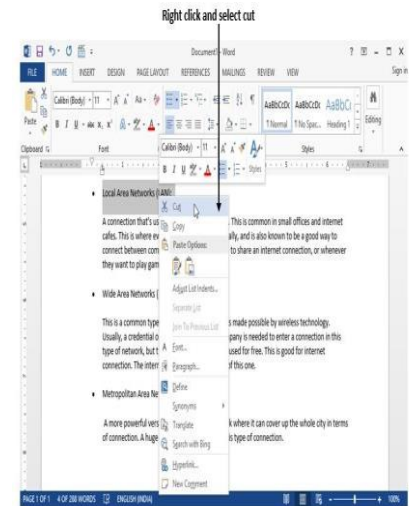 Right click and select cut
Document1 - Word
FILE HOME INSERT DESIGN PAGE LAYOUT REFERENCES MAILINGS REVIEW VIEW Sign in
Calibri (Body) 11
Paste
AaBbCcDc AaBbCcDc AaBbCc
1 Normal 1 No Spac... Heading 1
Editing
Clipboard Font Styles
Calibri (Body) 11
Styles
• Local Area Networks (LAN):
Cut
Copy
Paste Options:
Adjust List Indents...
Separate List
Join To Previous List
Font...
Paragraph...
Define
Synonyms
Translate
Search with Bing
Hyperlink...
New Comment
A connection that's us This is common in small offices and internet
cafes. This is where ev ally, and is also known to be a good way to
connect between com to share an internet connection, or whenever
they want to play gam
• Wide Area Networks (
This is a common type s made possible by wireless technology.
Usually, a credential o pany is needed to enter a connection in this
type of network, but t used for free. This is good for internet
connection. The intern of this one.
• Metropolitan Area Ne
A more powerful vers k where it can cover up the whole city in terms
of connection. A huge is type of connection.
PAGE 1 OF 1 4 OF 288 WORDS ENGLISH (INDIA) 100%